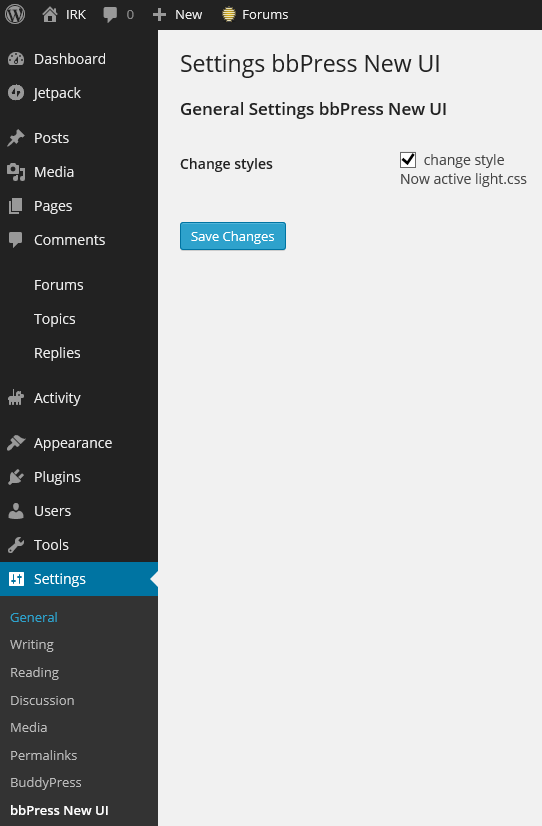 IRK 0 New Forums
Dashboard
Jetpack
Posts
Media
Pages
Comments
Forums
Topics
Replies
Activity
Appearance
Plugins
Users
Tools
Settings
General
Writing
Reading
Discussion
Media
Permalinks
BuddyPress
bbPress New UI
Settings bbPress New UI
General Settings bbPress New UI
Change styles change style
Now active light.css
Save Changes